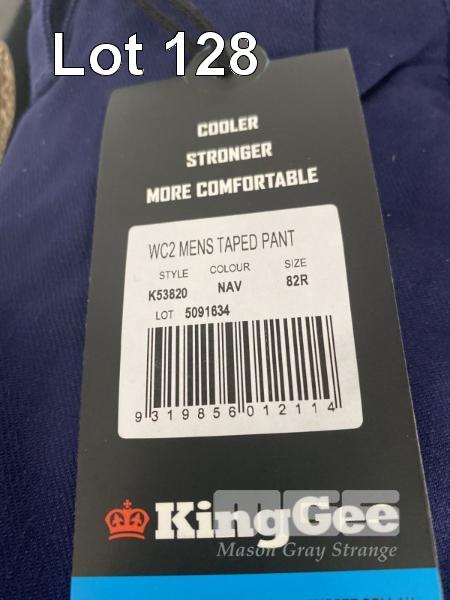 Lot 128
COOLER
STRONGER
MORE COMFORTABLE
WC2 MENS TAPED PANT
STYLE COLOUR SIZE
K53820 NAV 82R
LOT 5091634
9 319856 012114
MGS
KingGee
Mason Gray Strange